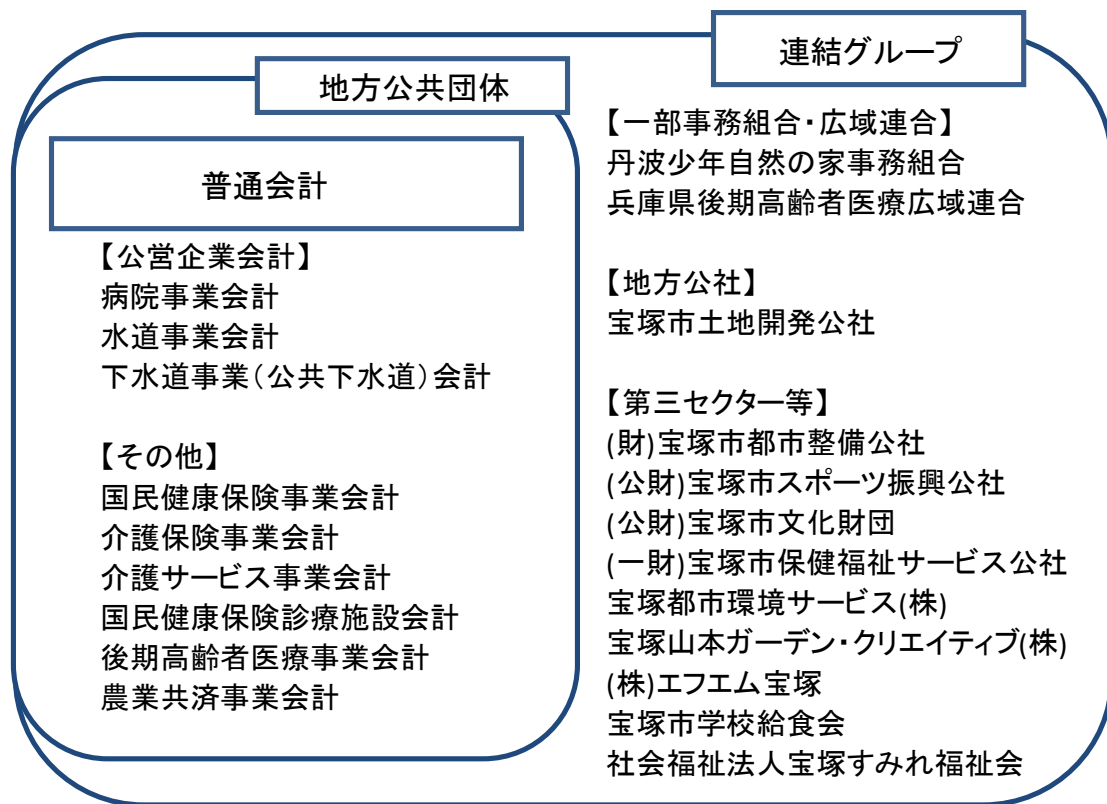 連結グループ
地方公共団体
普通会計
【公営企業会計】
病院事業会計
水道事業会計
下水道事業(公共下水道)会計
【その他】
国民健康保険事業会計
介護保険事業会計
介護サービス事業会計
国民健康保険診療施設会計
後期高齢者医療事業会計
農業共済事業会計
【一部事務組合・広域連合】
丹波少年自然の家事務組合
兵庫県後期高齢者医療広域連合
【地方公社】
宝塚市土地開発公社
【第三セクター等】
(財)宝塚市都市整備公社
(公財)宝塚市スポーツ振興公社
(公財)宝塚市文化財団
(一財)宝塚市保健福祉サービス公社
宝塚都市環境サービス(株)
宝塚山本ガーデン・クリエイティブ(株)
(株)エフエム宝塚
宝塚市学校給食会
社会福祉法人宝塚すみれ福祉会